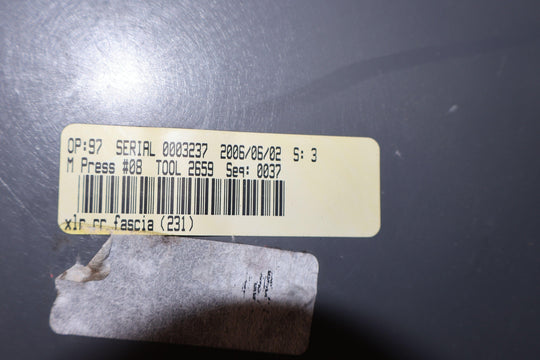 OP:97 SERIAL 0003237 2006/06/02 S: 3
M Press #08 TOOL 2659 Seq: 0037
xlr rr fascia (231)